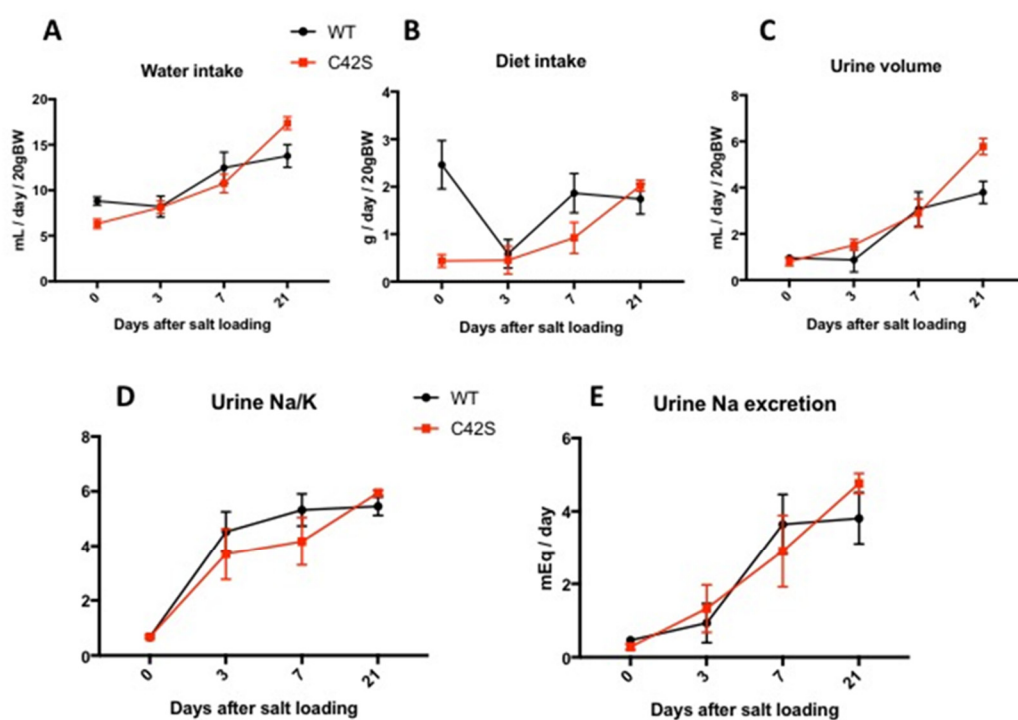 A
WT
C42S
Water intake
mL / day / 20gBW
20
15
10
5
0
0
3
7
21
Days after salt loading
B
Diet intake
g / day / 20gBW
4
3
2
1
0
0
3
7
21
Days after salt loading
C
Urine volume
mL / day / 20gBW
8
6
4
2
0
0
3
7
21
Days after salt loading
D
Urine Na/K
WT
C42S
8
6
4
2
0
0
3
7
21
Days after salt loading
E
Urine Na excretion
mEq / day
6
4
2
0
0
3
7
21
Days after salt loading